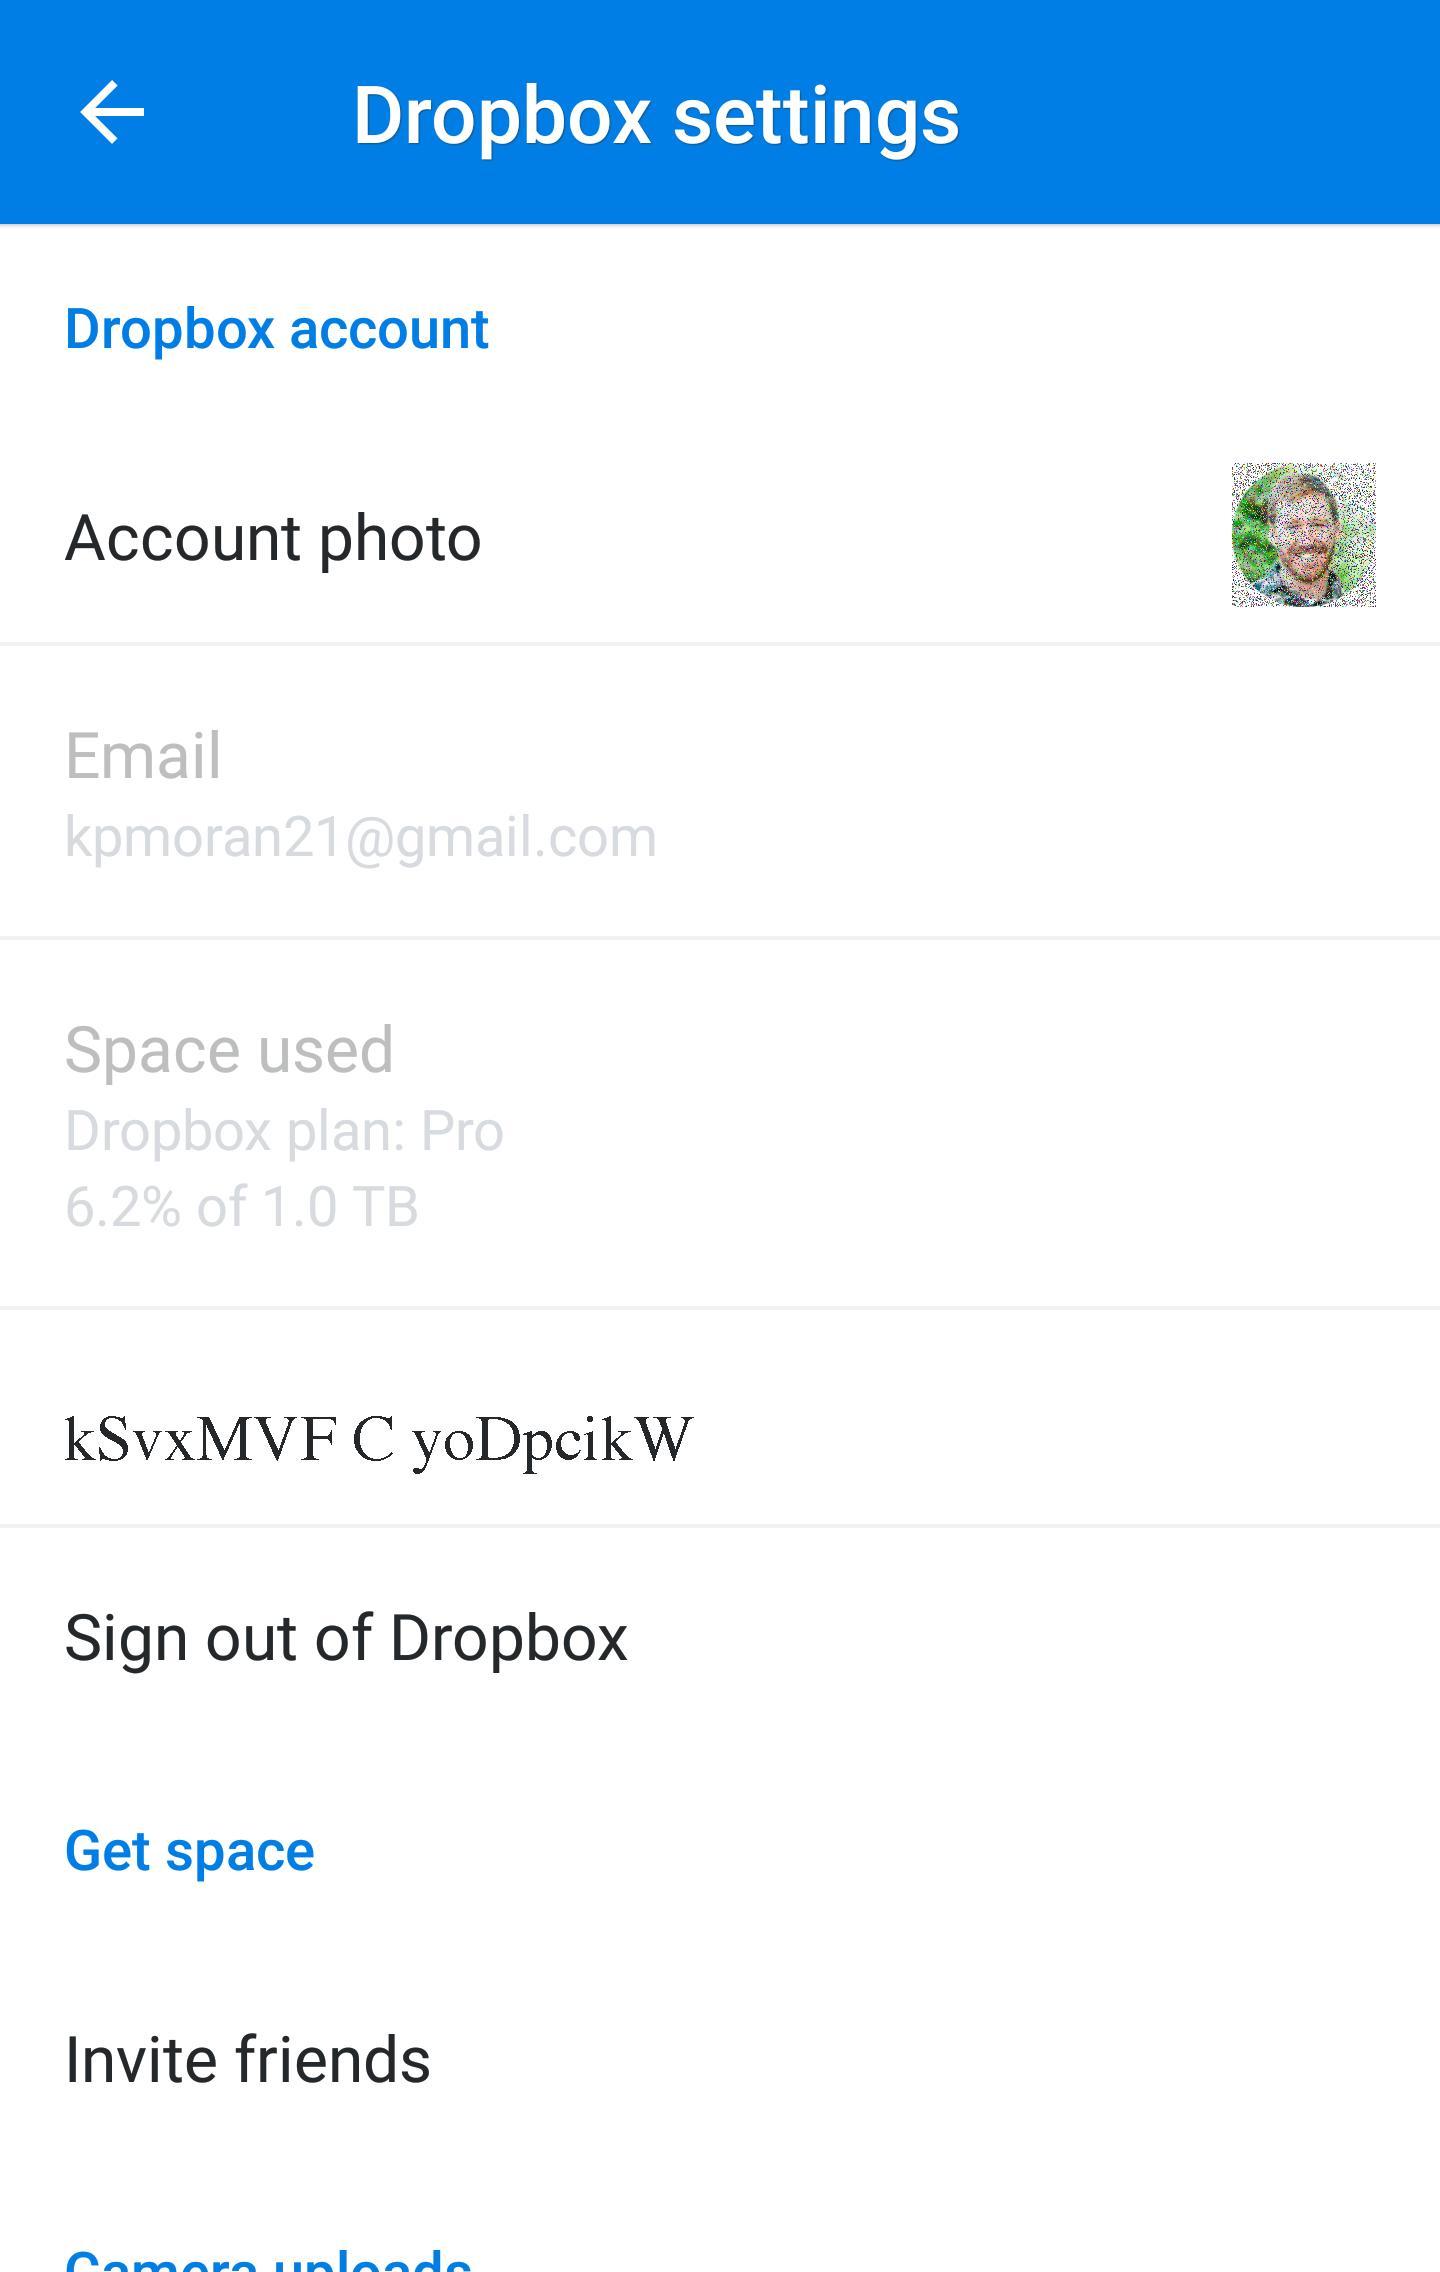 Dropbox settings
Dropbox account
Account photo
Email
kpmoran21@gmail.com
Space used
Dropbox plan: Pro
6.2% of 1.0 TB
kSvxMVF C yoDpcikW
Sign out of Dropbox
Get space
Invite friends
Camera uploads